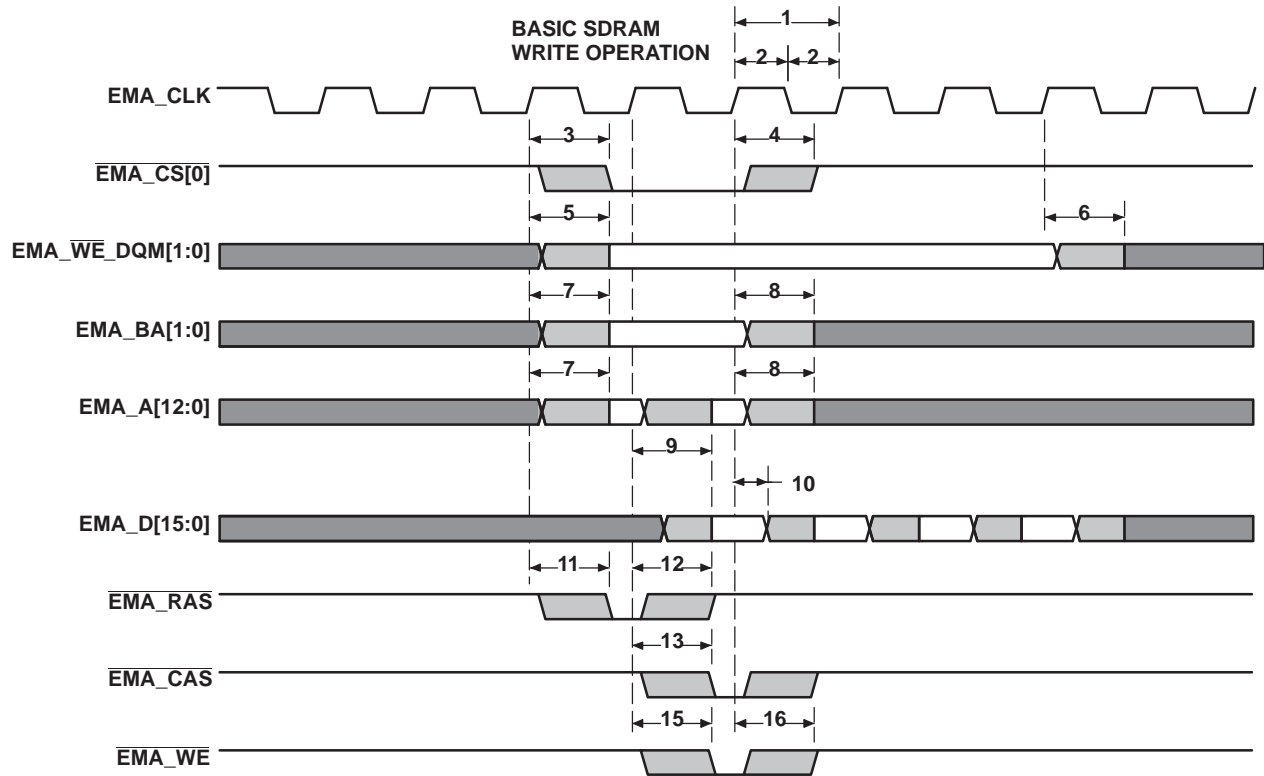 BASIC SDRAM
WRITE OPERATION
1
2 2
EMA_CLK
3 4
EMA_CS[0]
5 6
EMA_WE_DQM[1:0]
7 8
EMA_BA[1:0]
7 8
EMA_A[12:0]
9
10
EMA_D[15:0]
11 12
EMA_RAS
13
EMA_CAS
15 16
EMA_WE